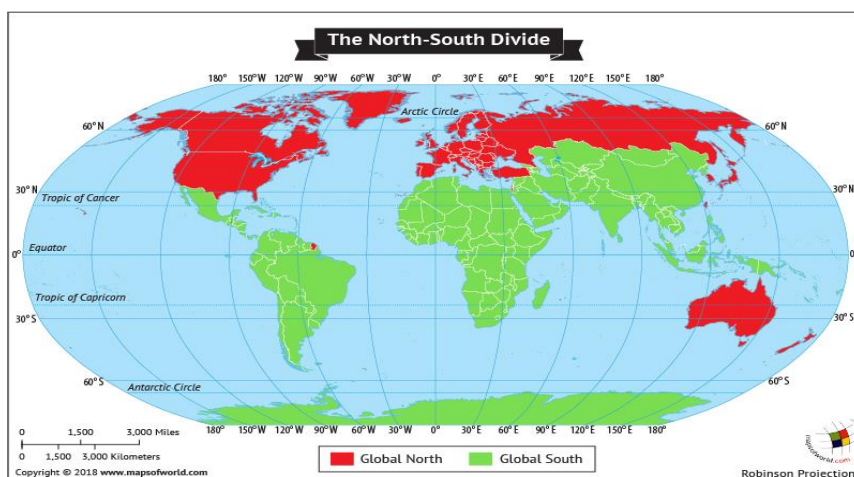 The North-South Divide
180° 120°W 90°W 60°W 30°W 0° 30°E 60°E 90°E 120°E 150°E 180°
Arctic Circle
60°N 60°N
30°N 30°N
Tropic of Cancer
Equator
0° 0°
Tropic of Capricorn
30°S 30°S
60°S 60°S
Antarctic Circle
180° 150°W 120°W 90°W 60°W 30°W 0° 30°E 60°E 90°E 120°E 150°E 180°
0 1,500 3,000 Miles
0 1,500 3,000 Kilometers
Global North Global South
mapsofworld.com
Copyright © 2018 www.mapsofworld.com
Robinson Projection